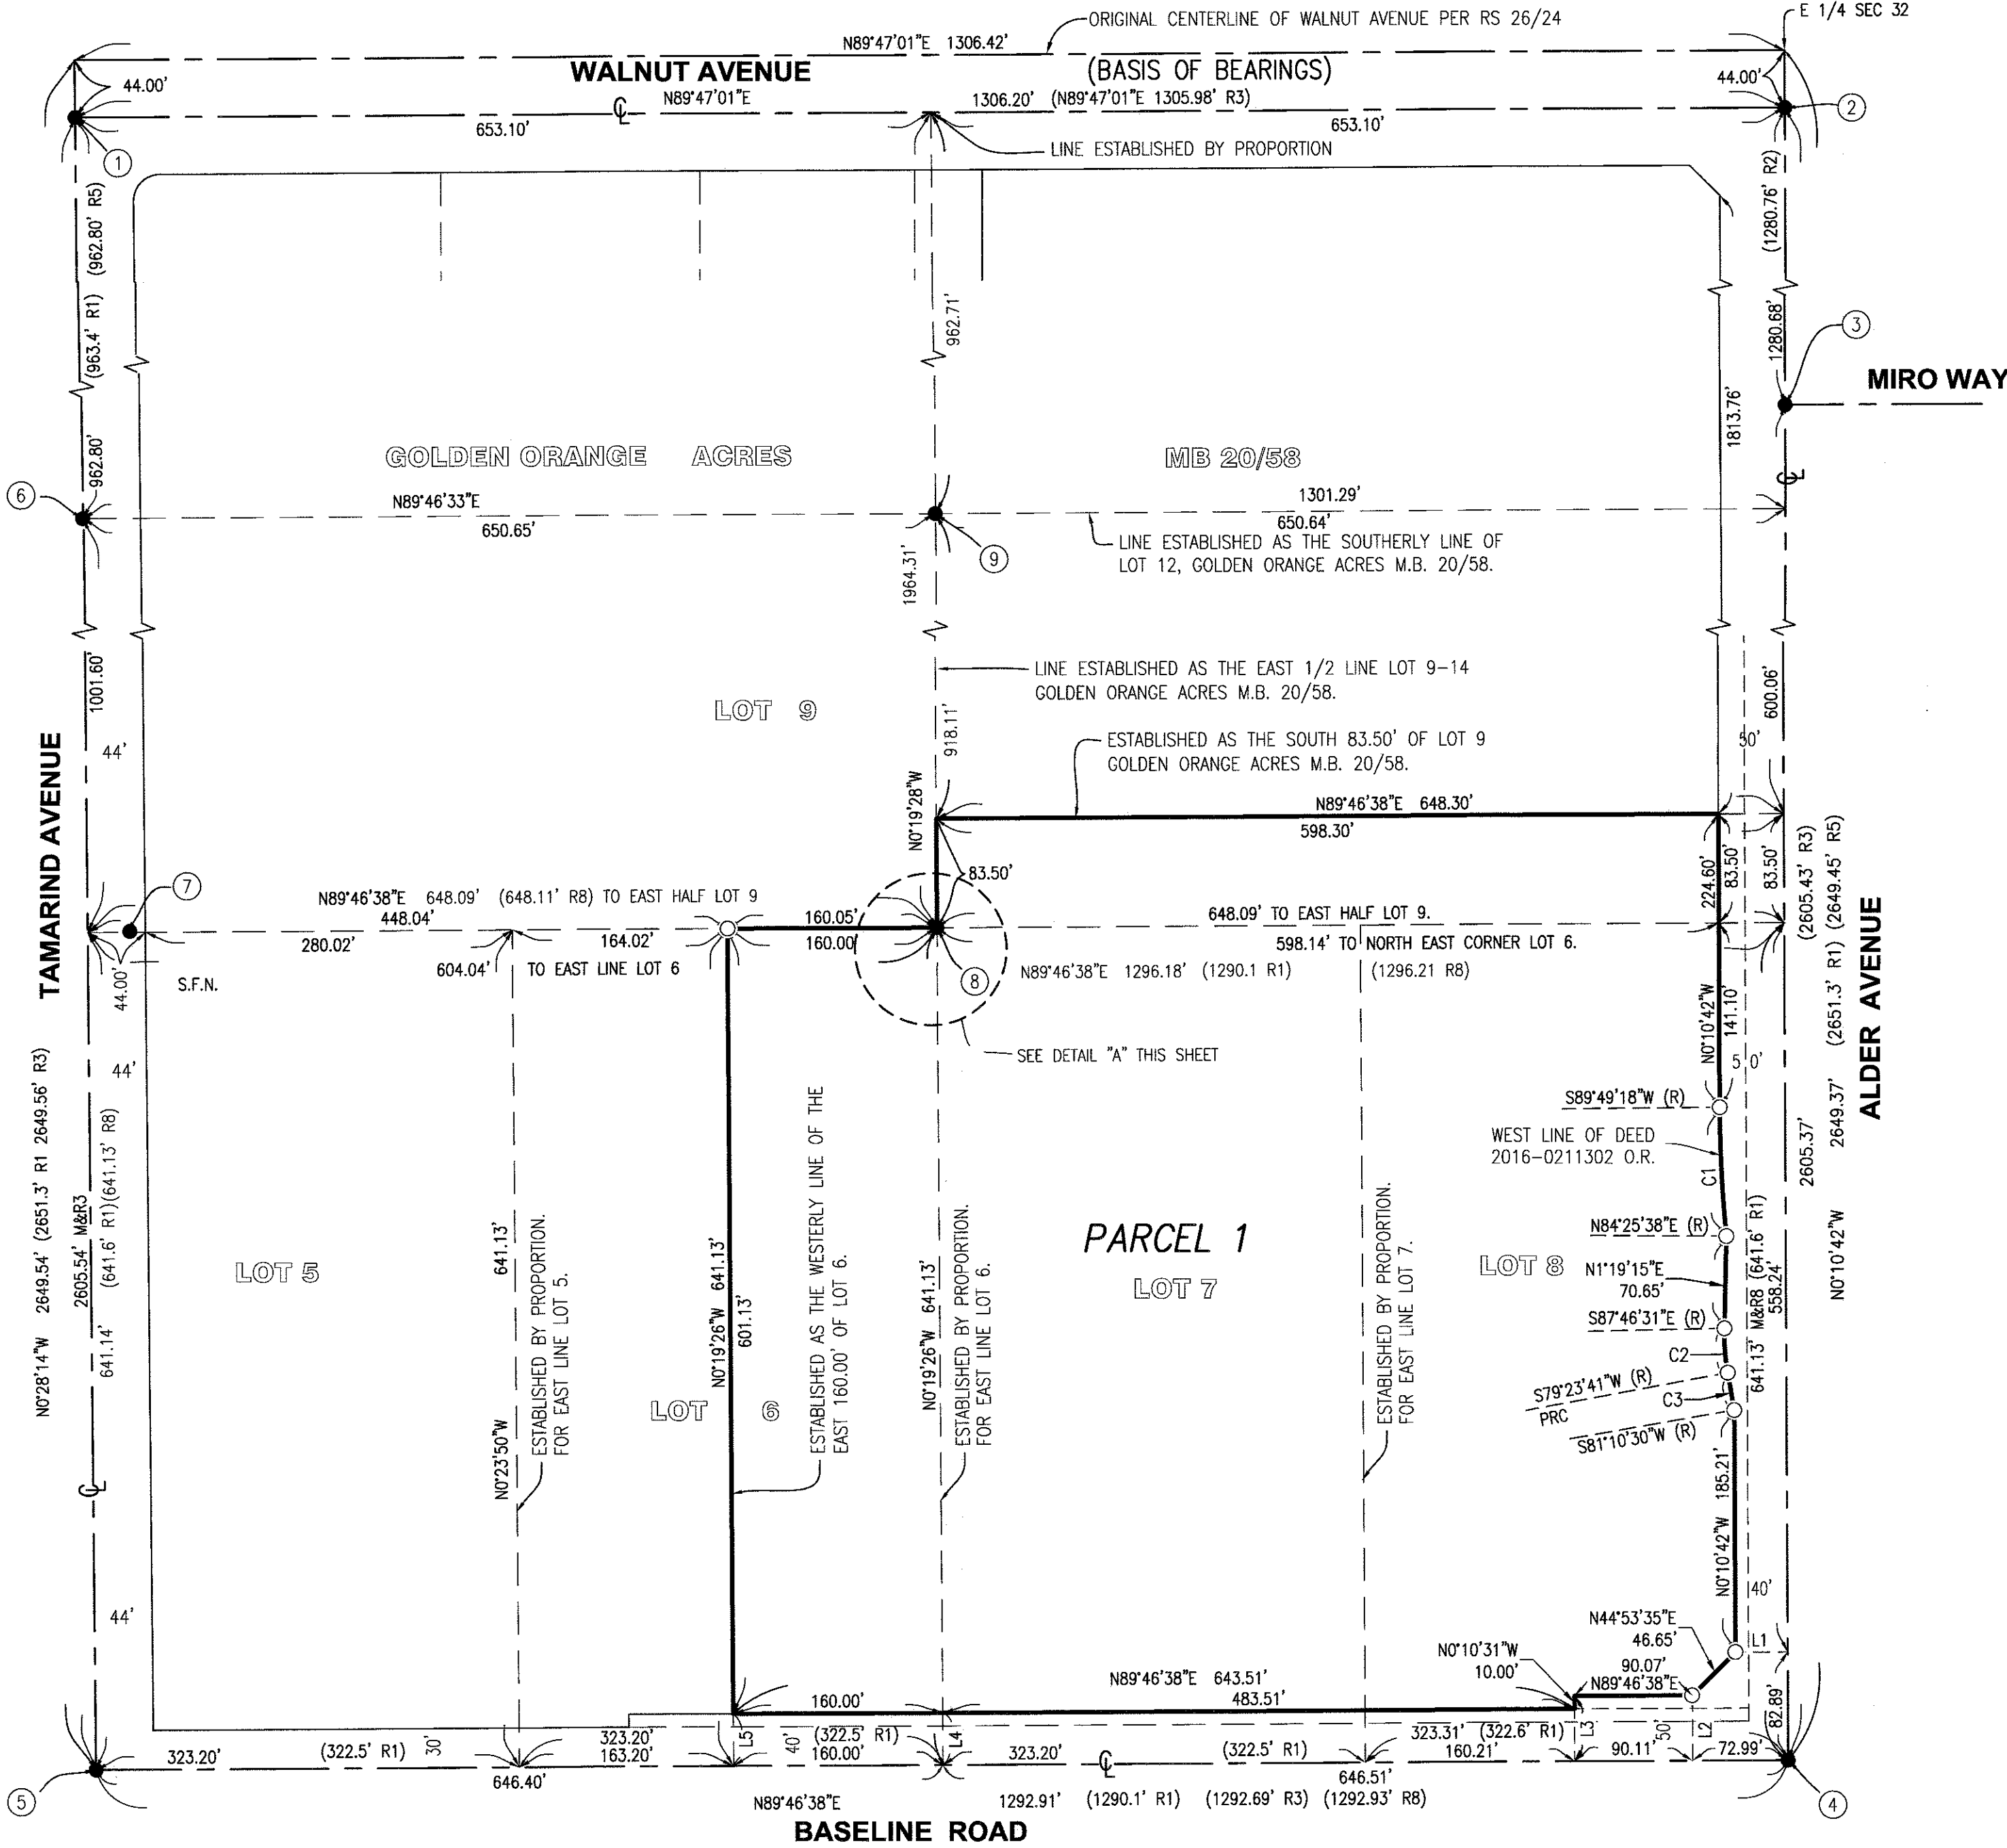 ORIGINAL CENTERLINE OF WALNUT AVENUE PER RS 26/24
E 1/4 SEC 32
N89°47'01"E 1306.42'
WALNUT AVENUE
(BASIS OF BEARINGS)
44.00'
44.00'
N89°47'01"E
1306.20' (N89°47'01"E 1305.98' R3)
653.10'
653.10'
1
2
LINE ESTABLISHED BY PROPORTION
(963.4' R1) (962.80' R5)
(1280.76' R2)
962.71'
1280.68'
3
MIRO WAY
1813.76'
962.80'
GOLDEN ORANGE ACRES
MB 20/58
6
N89°46'33"E
1301.29'
650.65'
650.64'
9
LINE ESTABLISHED AS THE SOUTHERLY LINE OF
LOT 12, GOLDEN ORANGE ACRES M.B. 20/58.
1964.31'
1001.60'
LINE ESTABLISHED AS THE EAST 1/2 LINE LOT 9-14
GOLDEN ORANGE ACRES M.B. 20/58.
600.06'
LOT 9
918.11'
ESTABLISHED AS THE SOUTH 83.50' OF LOT 9
GOLDEN ORANGE ACRES M.B. 20/58.
44'
50'
TAMARIND AVENUE
N0°19'28"W
N89°46'38"E 648.30'
598.30'
7
83.50'
224.60'
83.50'
83.50'
(2605.43' R3)
(2651.3' R1) (2649.45' R5)
N89°46'38"E 648.09' (648.11' R8) TO EAST HALF LOT 9
448.04'
160.05'
648.09' TO EAST HALF LOT 9.
280.02'
164.02'
160.00'
598.14' TO NORTH EAST CORNER LOT 6.
604.04' TO EAST LINE LOT 6
N89°46'38"E 1296.18' (1290.1 R1) (1296.21 R8)
8
44.00'
S.F.N.
ALDER AVENUE
SEE DETAIL "A" THIS SHEET
44'
N0°10'42"W
141.10'
50'
S89°49'18"W (R)
WEST LINE OF DEED
2016-0211302 O.R.
C1
N0°28'14"W 2649.54' (2651.3' R1 2649.56' R3)
2605.54' M&R3
641.14' (641.6' R1)(641.13' R8)
641.13'
N0°23'50"W
ESTABLISHED BY PROPORTION.
FOR EAST LINE LOT 5.
N0°19'26"W 641.13'
601.13'
ESTABLISHED AS THE WESTERLY LINE OF THE
EAST 160.00' OF LOT 6.
N0°19'26"W 641.13'
ESTABLISHED BY PROPORTION.
FOR EAST LINE LOT 6.
PARCEL 1
LOT 7
ESTABLISHED BY PROPORTION.
FOR EAST LINE LOT 7.
LOT 5
LOT 6
LOT 8
N84°25'38"E (R)
N1°19'15"E
70.65'
S87°46'31"E (R)
C2
S79°23'41"W (R)
PRC
C3
S81°10'30"W (R)
641.13' M&R8 (641.6' R1)
558.24'
2605.37'
N0°10'42"W 2649.37'
N0°10'42"W 185.21'
44'
40'
N44°53'35"E
46.65'
L1
N0°10'31"W
10.00'
90.07'
N89°46'38"E
N89°46'38"E 643.51'
160.00'
483.51'
82.89'
323.20'
(322.5' R1)
30'
323.20'
163.20'
L5
40'
(322.5' R1)
160.00'
L4
323.20'
(322.5' R1)
323.31' (322.6' R1)
160.21'
L3
90.11'
50'
L2
72.99'
5
646.40'
646.51'
4
N89°46'38"E
1292.91' (1290.1' R1) (1292.69' R3) (1292.93' R8)
BASELINE ROAD